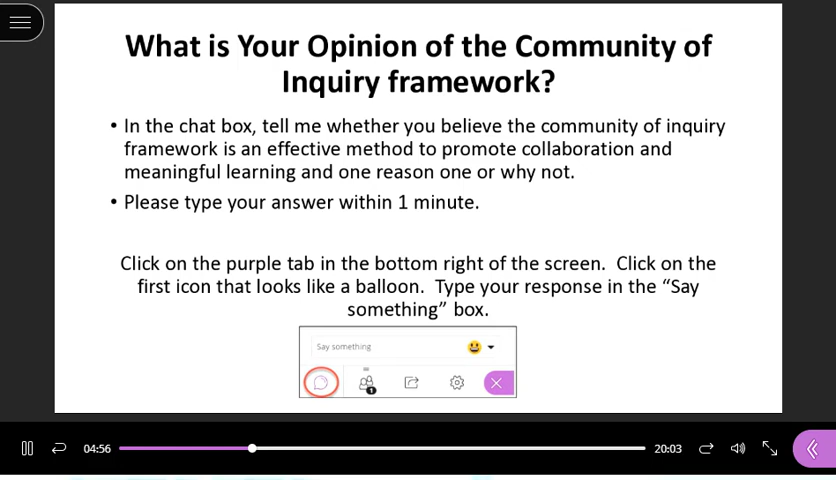 What is Your Opinion of the Community of
Inquiry framework?
• In the chat box, tell me whether you believe the community of inquiry
framework is an effective method to promote collaboration and
meaningful learning and one reason one or why not.
• Please type your answer within 1 minute.
Click on the purple tab in the bottom right of the screen.  Click on the
first icon that looks like a balloon.  Type your response in the “Say
something” box.
Say something
1
04:56
20:03